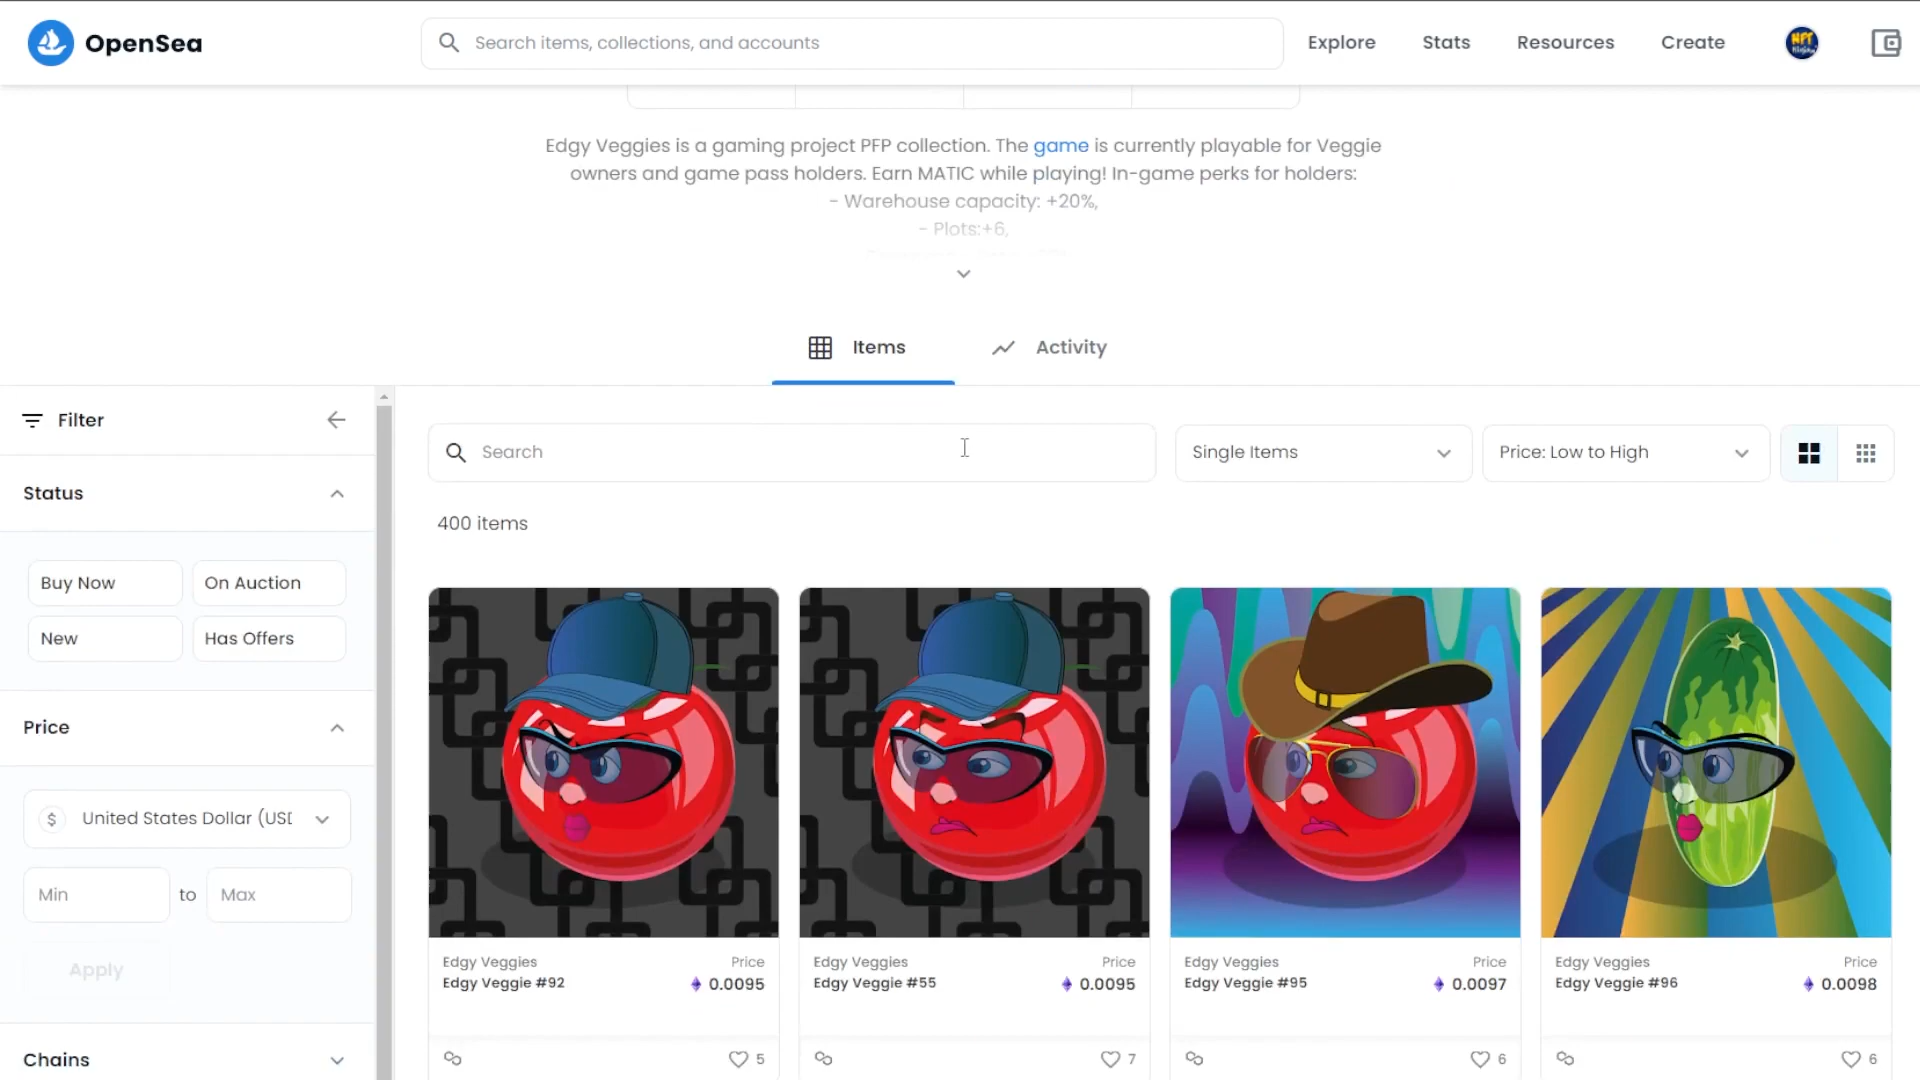 OpenSea
Search items, collections, and accounts
Explore
Stats
Resources
Create
Edgy Veggies is a gaming project PFP collection. The game is currently playable for Veggie
owners and game pass holders. Earn MATIC while playing! In-game perks for holders:
- Warehouse capacity: +20%,
- Plots:+6,
Items
Activity
Filter
Search
Single Items
Price: Low to High
Status
400 items
Buy Now
On Auction
New
Has Offers
Price
$ United States Dollar (USD
Min
to
Max
Apply
Chains
Edgy Veggies Price
Edgy Veggie #92 0.0095
5
Edgy Veggies Price
Edgy Veggie #55 0.0095
7
Edgy Veggies Price
Edgy Veggie #95 0.0097
6
Edgy Veggies Price
Edgy Veggie #96 0.0098
6